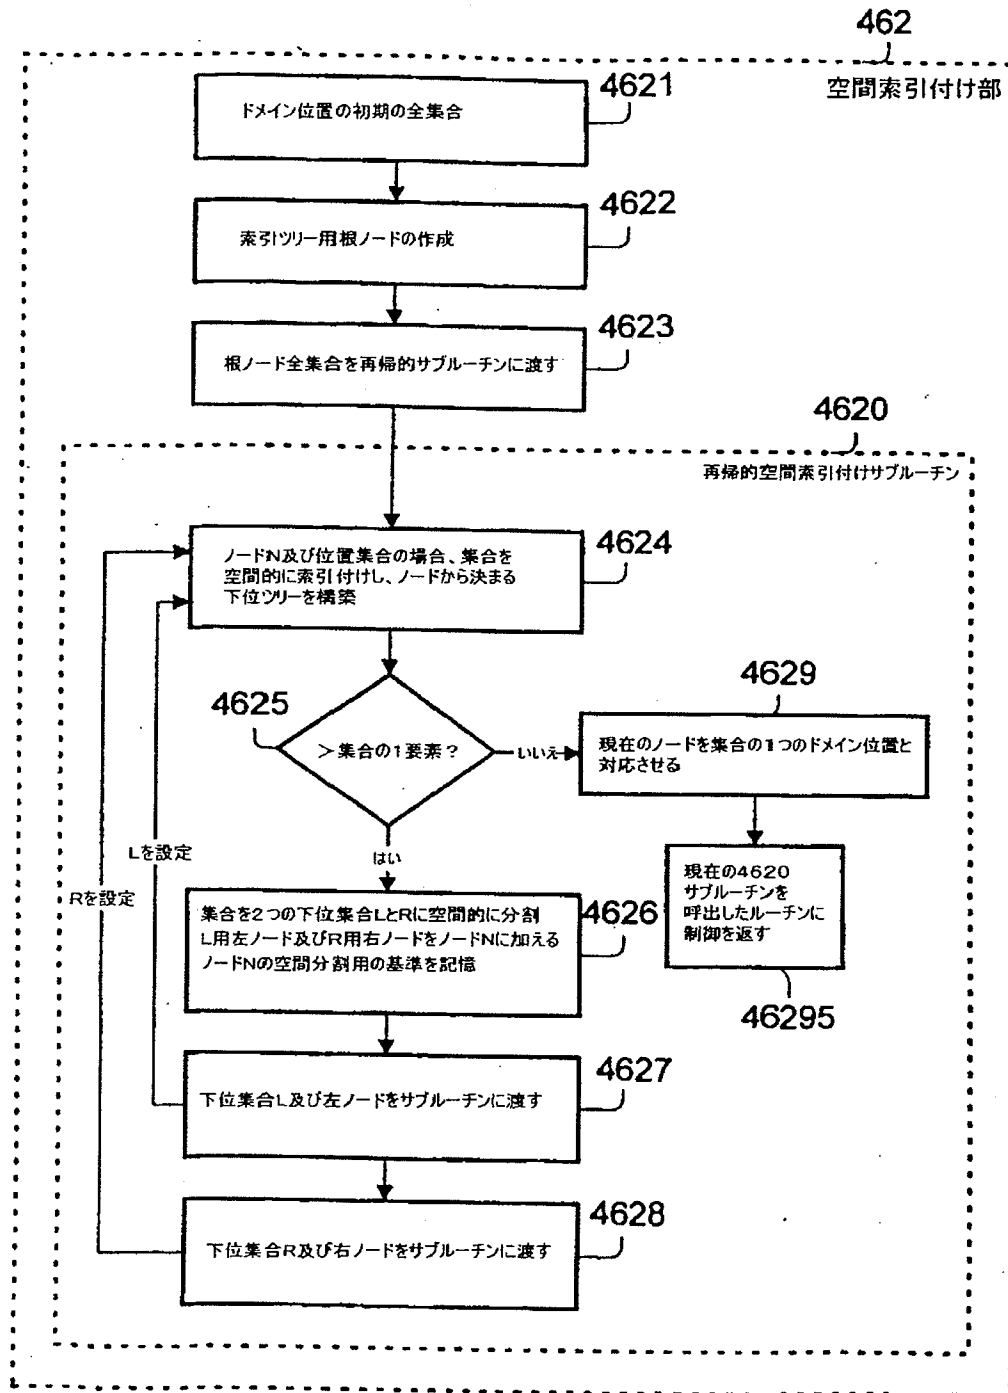 462
空間索引付け部
4621
ドメイン位置の初期の全集合
4622
索引ツリー用根ノードの作成
4623
根ノード全集合を再帰的サブルーチンに渡す
4620
再帰的空間索引付けサブルーチン
4624
ノードN及び位置集合の場合、集合を
空間的に索引付けし、ノードから決まる
下位ツリーを構築
4625
＞集合の1要素？
いいえ
4629
現在のノードを集合の1つのドメイン位置と
対応させる
はい
Lを設定
Rを設定
現在の4620
サブルーチンを
呼出したルーチンに
制御を返す
46295
4626
集合を2つの下位集合LとRに空間的に分割
L用左ノード及びR用右ノードをノードNに加える
ノードNの空間分割用の基準を記憶
4627
下位集合L及び左ノードをサブルーチンに渡す
4628
下位集合R及び右ノードをサブルーチンに渡す